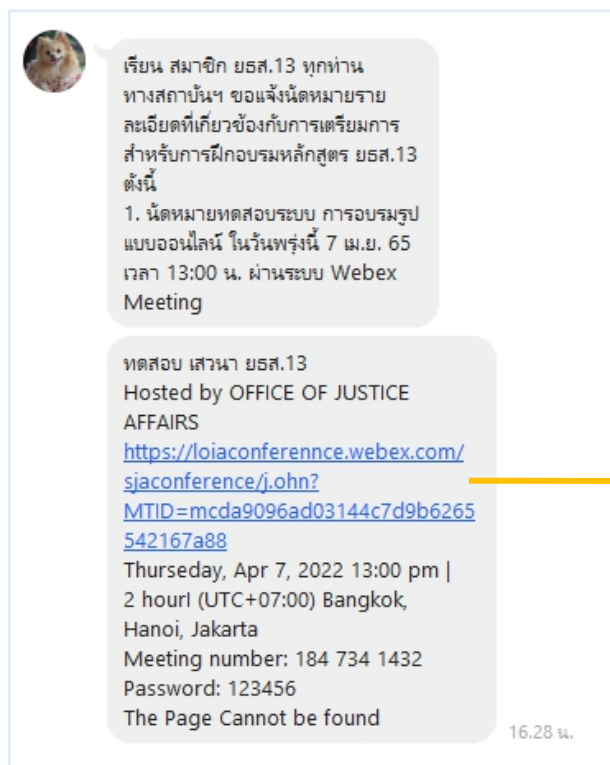 เรียน สมาชิก ยธส.13 ทุกท่าน
ทางสถาบันฯ ขอแจ้งนัดหมายราย
ละเอียดที่เกี่ยวข้องกับการเตรียมการ
สำหรับการฝึกอบรมหลักสูตร ยธส.13
ดังนี้
1. นัดหมายทดสอบระบบ การอบรมรูป
แบบออนไลน์ ในวันพรุ่งนี้ 7 เม.ย. 65
เวลา 13:00 น. ผ่านระบบ Webex
Meeting
ทดสอบ เสวนา ยธส.13
Hosted by OFFICE OF JUSTICE
AFFAIRS
https://loiaconferennce.webex.com/
sjaconference/j.ohn?
MTID=mcda9096ad03144c7d9b6265
542167a88
Thurseday, Apr 7, 2022 13:00 pm |
2 hourl (UTC+07:00) Bangkok,
Hanoi, Jakarta
Meeting number: 184 734 1432
Password: 123456
The Page Cannot be found
16.28 น.